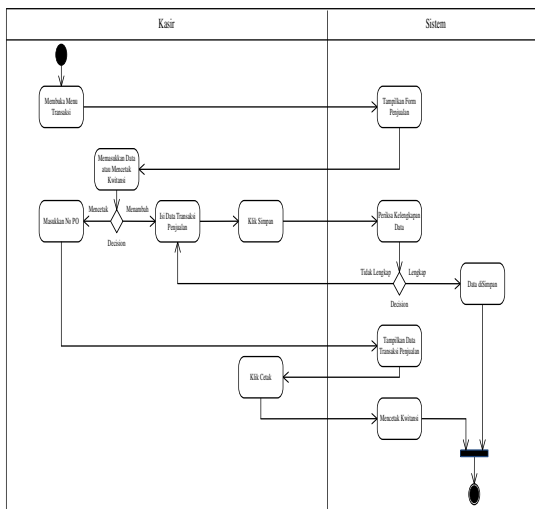 Kasir
Sistem
Membuka Menu
Transaksi
Tampilkan Form
Penjualan
Memasukkan Data
atau Mencetak
Kwitansi
Mencetak
Menambah
Masukkan No PO
Decision
Isi Data Transaksi
Penjualan
Klik Simpan
Periksa Kelengkapan
Data
Tidak Lengkap
Lengkap
Decision
Data diSimpan
Tampilkan Data
Transaksi Penjualan
Klik Cetak
Mencetak Kwitansi